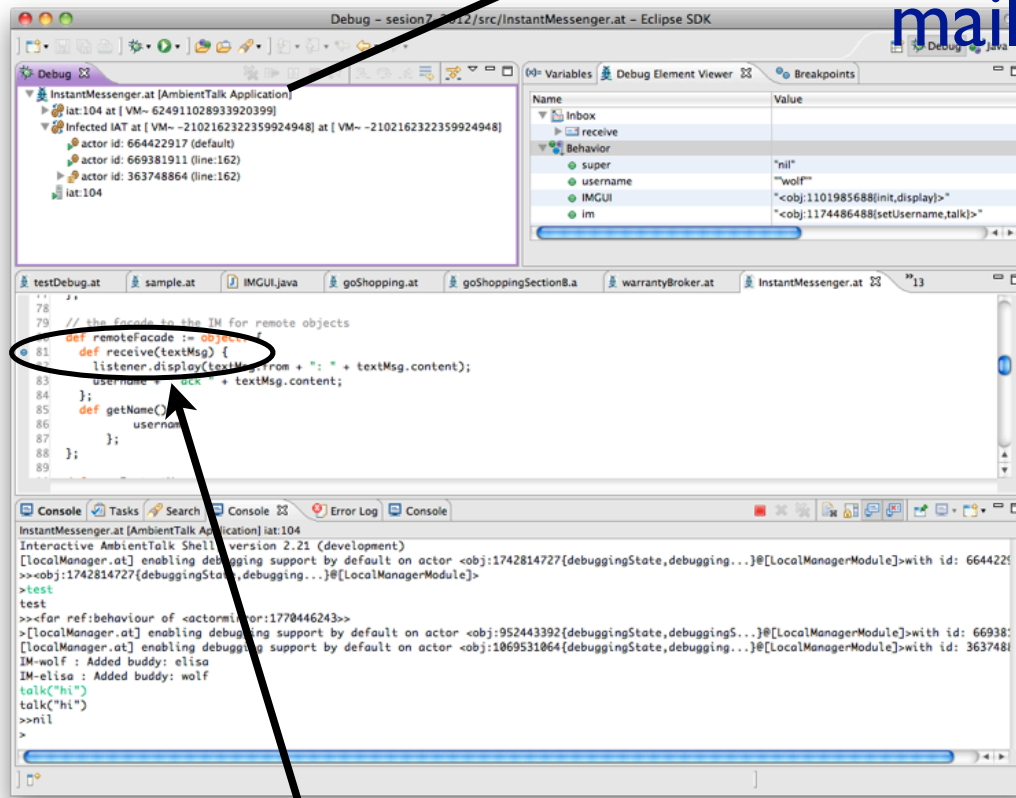 Debug – sesion7_2012/src/InstantMessenger.at – Eclipse SDK
mail
Debug
Java
Debug
InstantMessenger.at [AmbientTalk Application]
iat:104 at [ VM~ 6249110289339203​99]
Infected IAT at [ VM~ -2102162322359924948] at [ VM~ -2102162322359924948]
actor id: 664422917 (default)
actor id: 669381911 (line:162)
actor id: 363748864 (line:162)
iat:104
(x)= Variables
Debug Element Viewer
Breakpoints
Name Value
Inbox
receive
Behavior
super "nil"
username ""wolf""
IMGUI "<obj:1101985688{init,display}>"
im "<obj:1174486488{setUsername,talk}>"
testDebug.at
sample.at
IMGUI.java
goShopping.at
goShoppingSectionB.a
warrantyBroker.at
InstantMessenger.at
»13
77 };
78
79 // the facade to the IM for remote objects
80 def remoteFacade := object: {
81 def receive(textMsg) {
82 listener.display(textMsg.from + ": " + textMsg.content);
83 username + " ack " + textMsg.content;
84 };
85 def getName()
86 username
87 };
88 };
89
Console
Tasks
Search
Console
Error Log
Console
InstantMessenger.at [AmbientTalk Application] iat:104
Interactive AmbientTalk Shell, version 2.21 (development)
[localManager.at] enabling debugging support by default on actor <obj:1742814727{debuggingState,debugging...}@[LocalManagerModule]>with id: 6644229
>><obj:1742814727{debuggingState,debugging...}@[LocalManagerModule]>
>test
test
>><far ref:behaviour of <actormirror:1770446243>>
>[localManager.at] enabling debugging support by default on actor <obj:952443392{debuggingState,debuggingS...}@[LocalManagerModule]>with id: 66938
[localManager.at] enabling debugging support by default on actor <obj:1069531064{debuggingState,debugging...}@[LocalManagerModule]>with id: 363748
IM-wolf : Added buddy: elisa
IM-elisa : Added buddy: wolf
talk("hi")
talk("hi")
>>nil
>